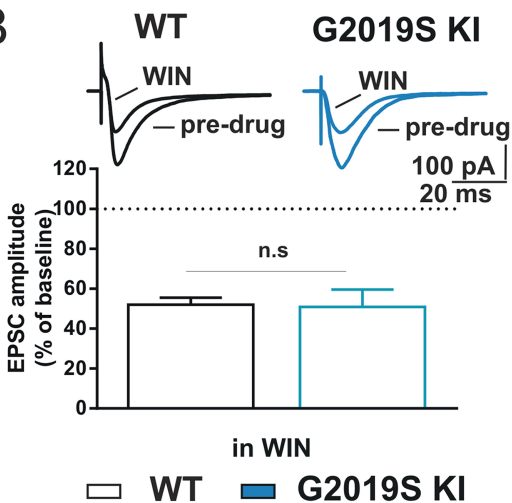 B
WT
G2019S KI
WIN
WIN
pre-drug
pre-drug
100 pA
20 ms
EPSC amplitude
(% of baseline)
120
100
80
60
40
20
0
n.s
in WIN
WT
G2019S KI